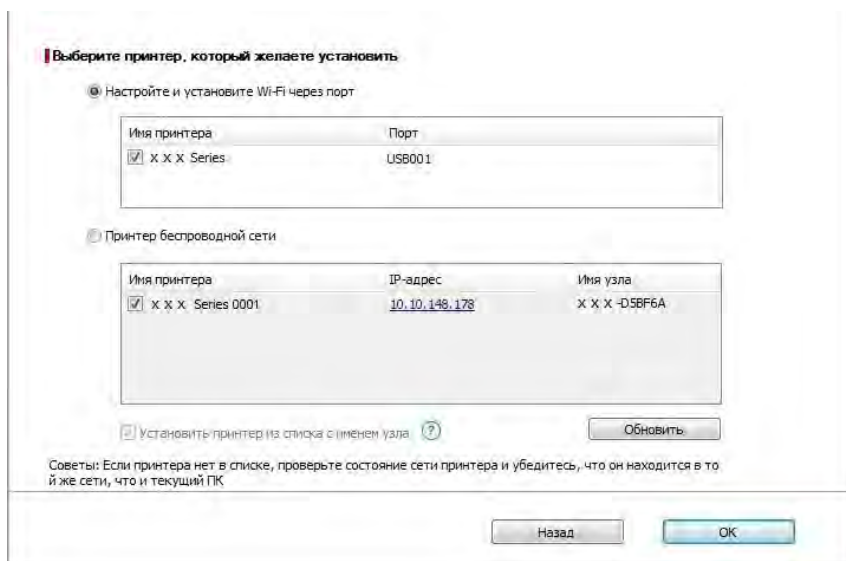 Выберите принтер, который желаете установить
Настройте и установите Wi-Fi через порт
Имя принтера Порт
X X X Series USB001
Принтер беспроводной сети
Имя принтера IP-адрес Имя узла
X X X Series 0001 10.10.148.178 X X X -D5BF6A
Установить принтер из списка с именем узла ?
Обновить
Советы: Если принтера нет в списке, проверьте состояние сети принтера и убедитесь, что он находится в то
й же сети, что и текущий ПК
Назад OK